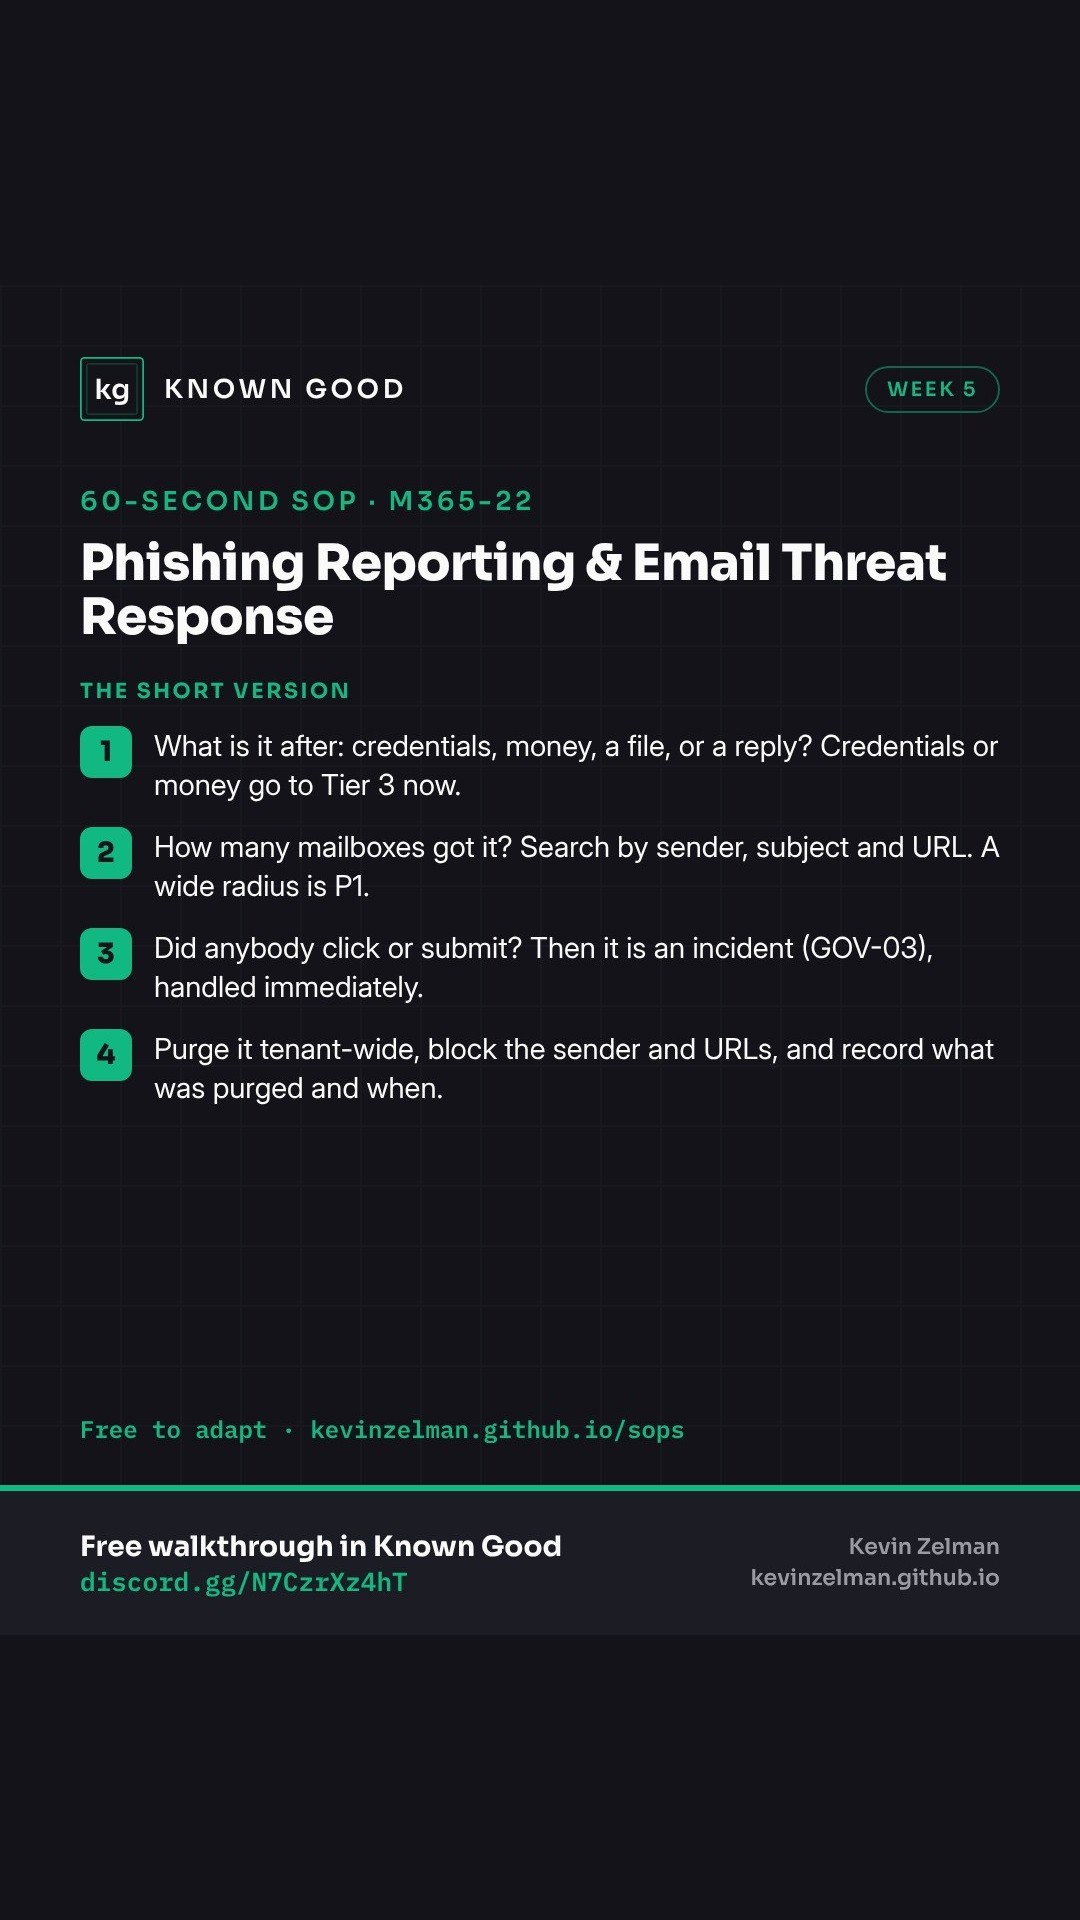 kg
KNOWN GOOD
WEEK 5
60-SECOND SOP · M365-22
Phishing Reporting & Email Threat
Response
THE SHORT VERSION
1
What is it after: credentials, money, a file, or a reply? Credentials or
money go to Tier 3 now.
2
How many mailboxes got it? Search by sender, subject and URL. A
wide radius is P1.
3
Did anybody click or submit? Then it is an incident (GOV-03),
handled immediately.
4
Purge it tenant-wide, block the sender and URLs, and record what
was purged and when.
Free to adapt · kevinzelman.github.io/sops
Free walkthrough in Known Good
discord.gg/N7CzrXz4hT
Kevin Zelman
kevinzelman.github.io